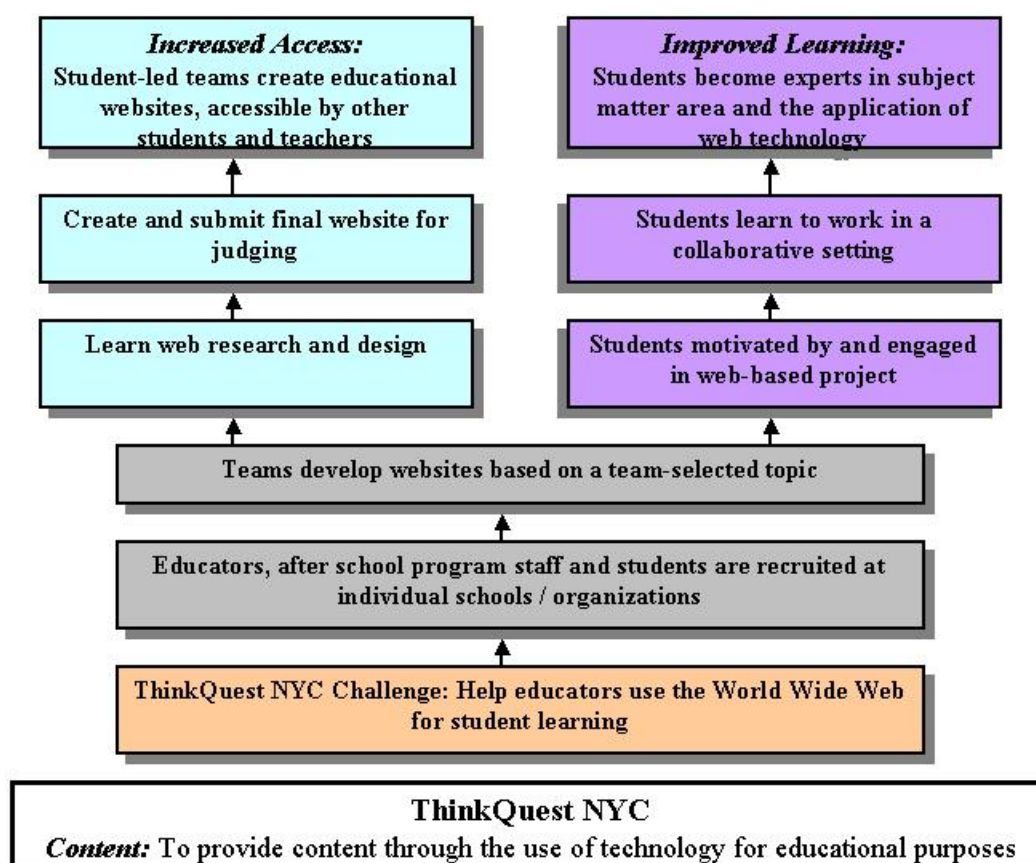 Increased Access:
Student-led teams create educational
websites, accessible by other
students and teachers
Improved Learning:
Students become experts in subject
matter area and the application of
web technology
Create and submit final website for
judging
Students learn to work in a
collaborative setting
Learn web research and design
Students motivated by and engaged
in web-based project
Teams develop websites based on a team-selected topic
Educators, after school program staff and students are recruited at
individual schools / organizations
ThinkQuest NYC Challenge: Help educators use the World Wide Web
for student learning
ThinkQuest NYC
Content: To provide content through the use of technology for educational purposes